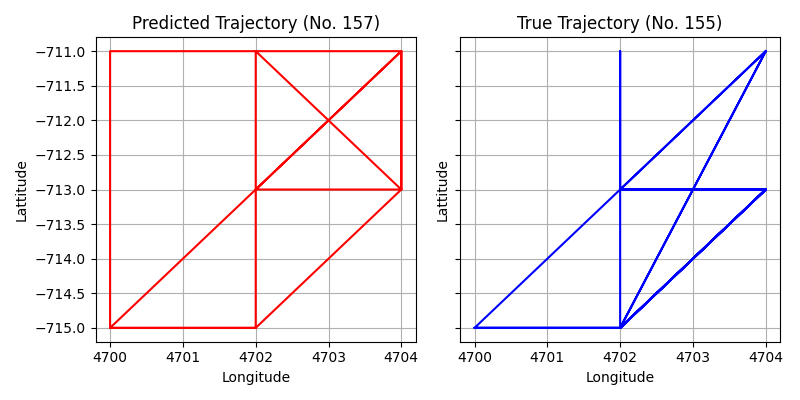 Predicted Trajectory (No. 157)
True Trajectory (No. 155)
−711.0
−711.5
−712.0
−712.5
−713.0
−713.5
−714.0
−714.5
−715.0
Lattitude
Lattitude
4700 4701 4702 4703 4704
4700 4701 4702 4703 4704
Longitude
Longitude